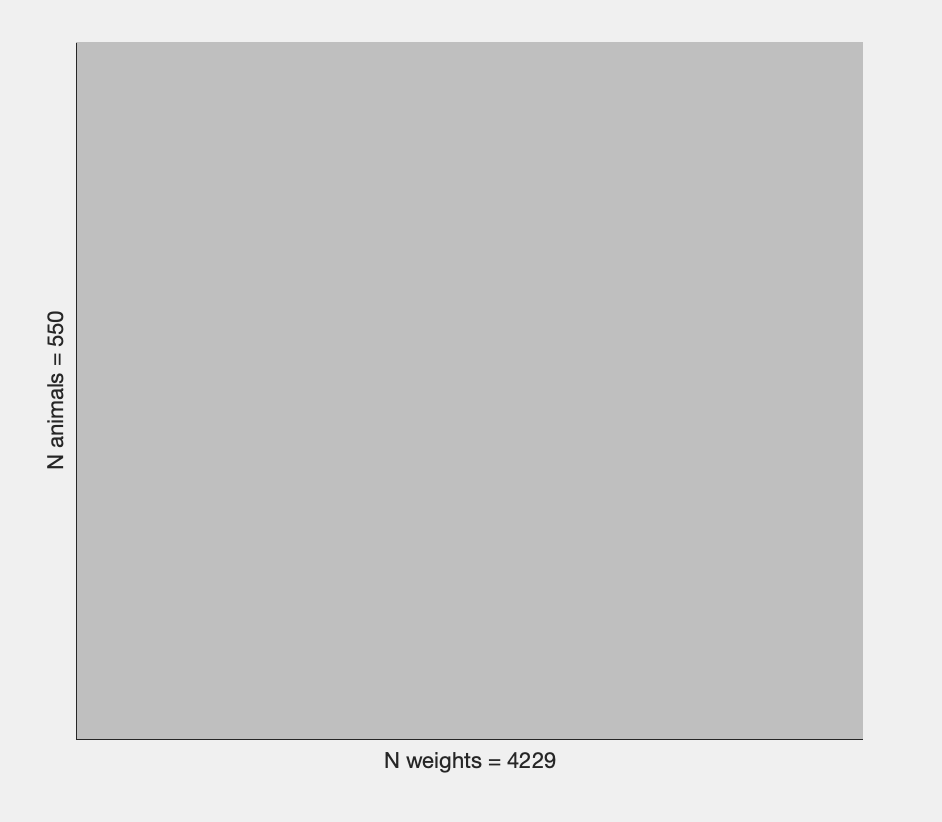 N animals = 550
N weights = 4229